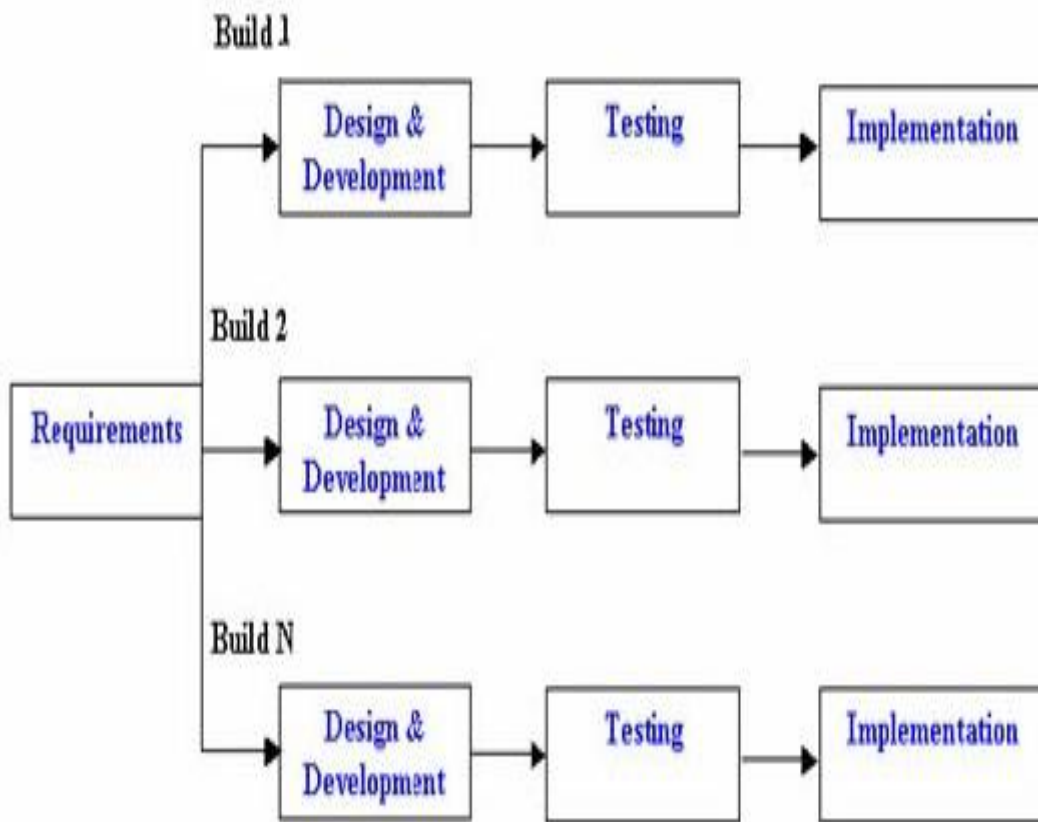 Build 1
Design &
Development
Testing
Implementation
Build 2
Requirements
Design &
Development
Testing
Implementation
Build N
Design &
Development
Testing
Implementation